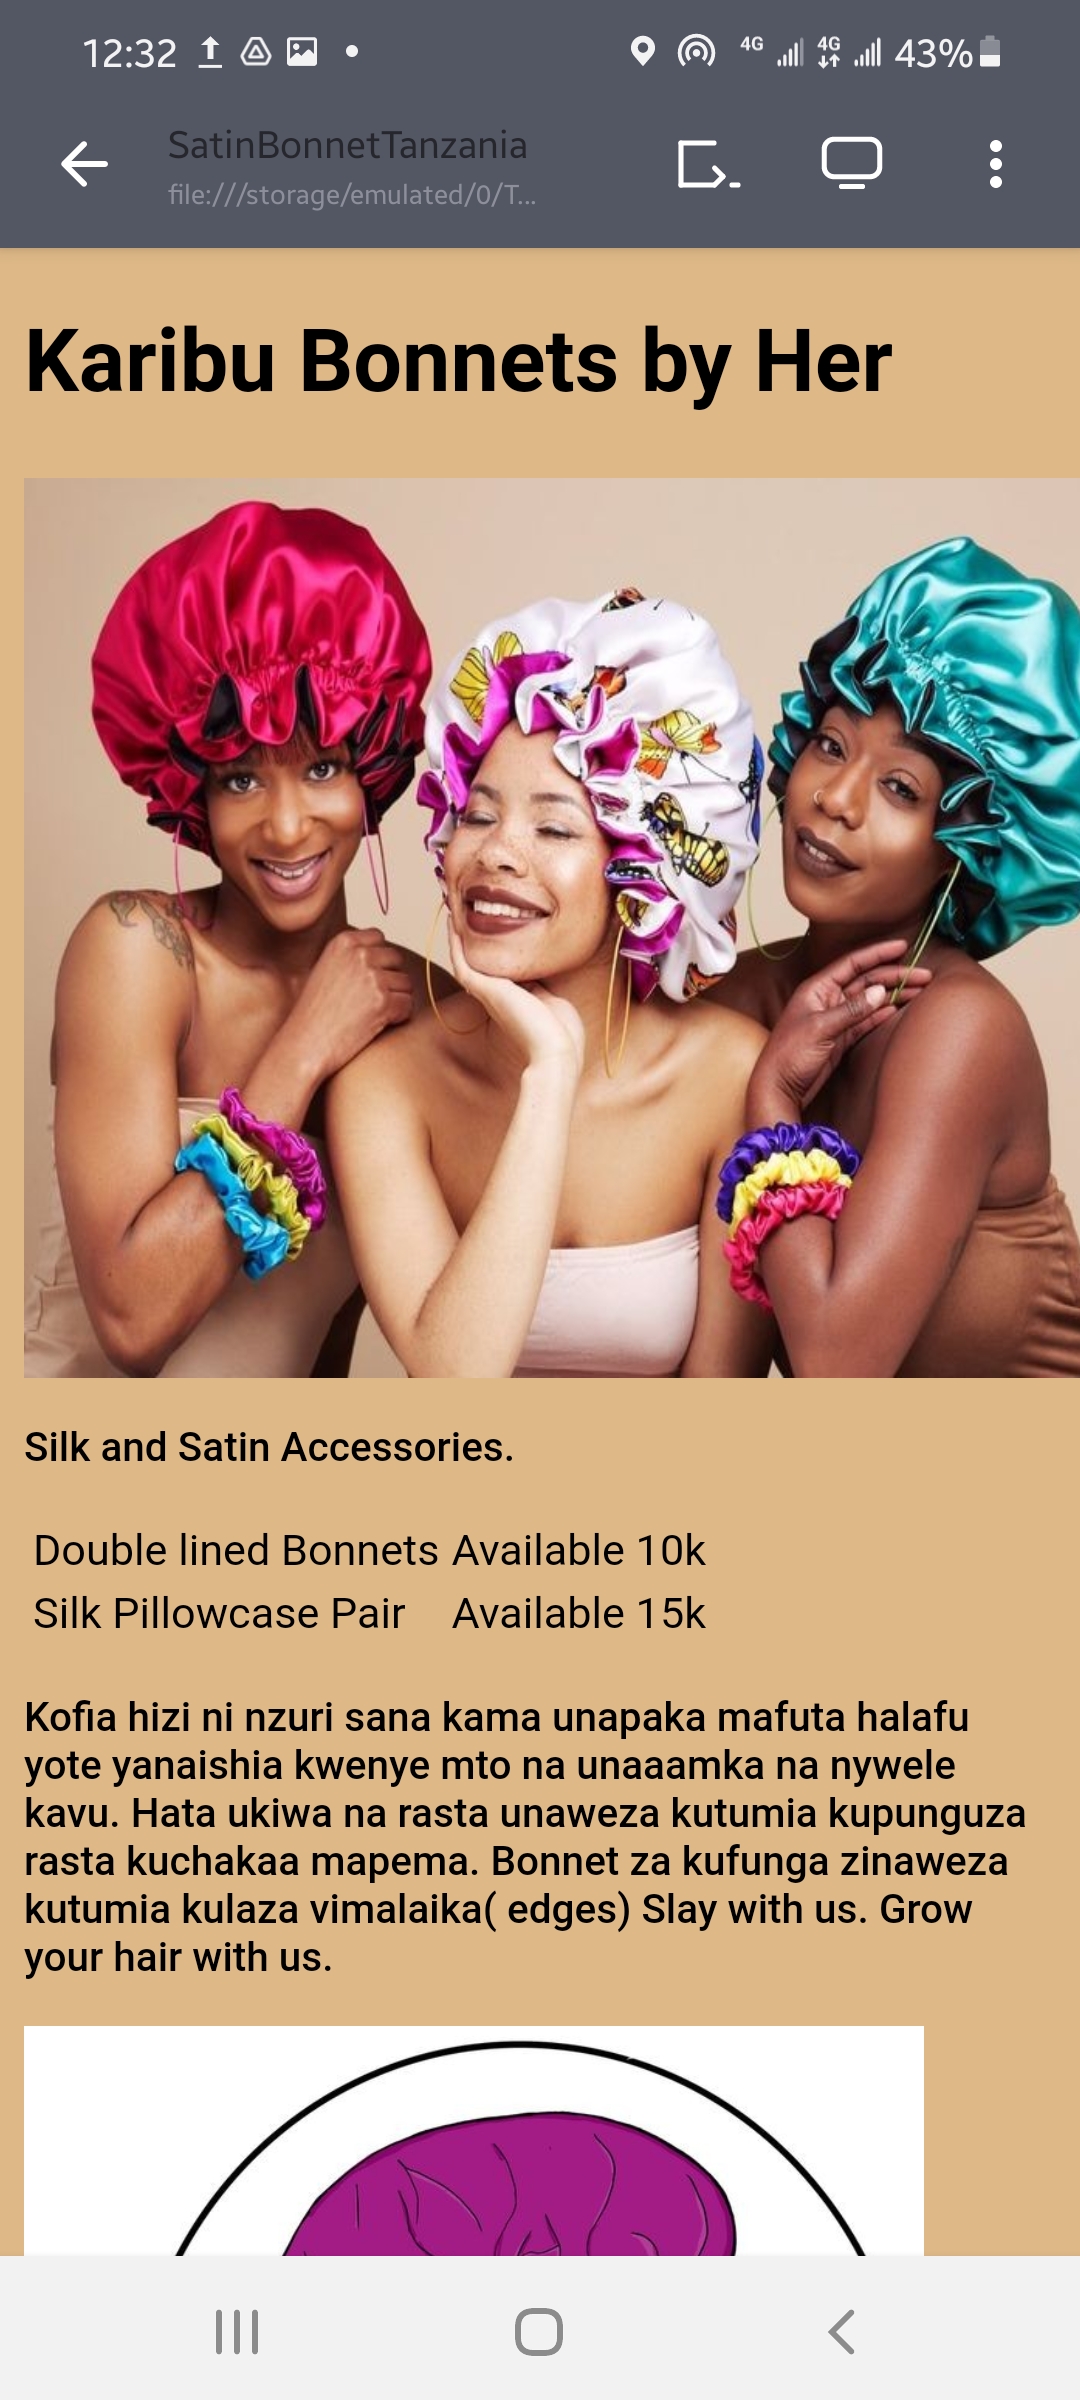 12:32
4G 4G 43%
SatinBonnetTanzania
file:///storage/emulated/0/T...
Karibu Bonnets by Her
Silk and Satin Accessories.
Double lined Bonnets Available 10k
Silk Pillowcase Pair Available 15k
Kofia hizi ni nzuri sana kama unapaka mafuta halafu
yote yanaishia kwenye mto na unaaamka na nywele
kavu. Hata ukiwa na rasta unaweza kutumia kupunguza
rasta kuchakaa mapema. Bonnet za kufunga zinaweza
kutumia kulaza vimalaika( edges) Slay with us. Grow
your hair with us.